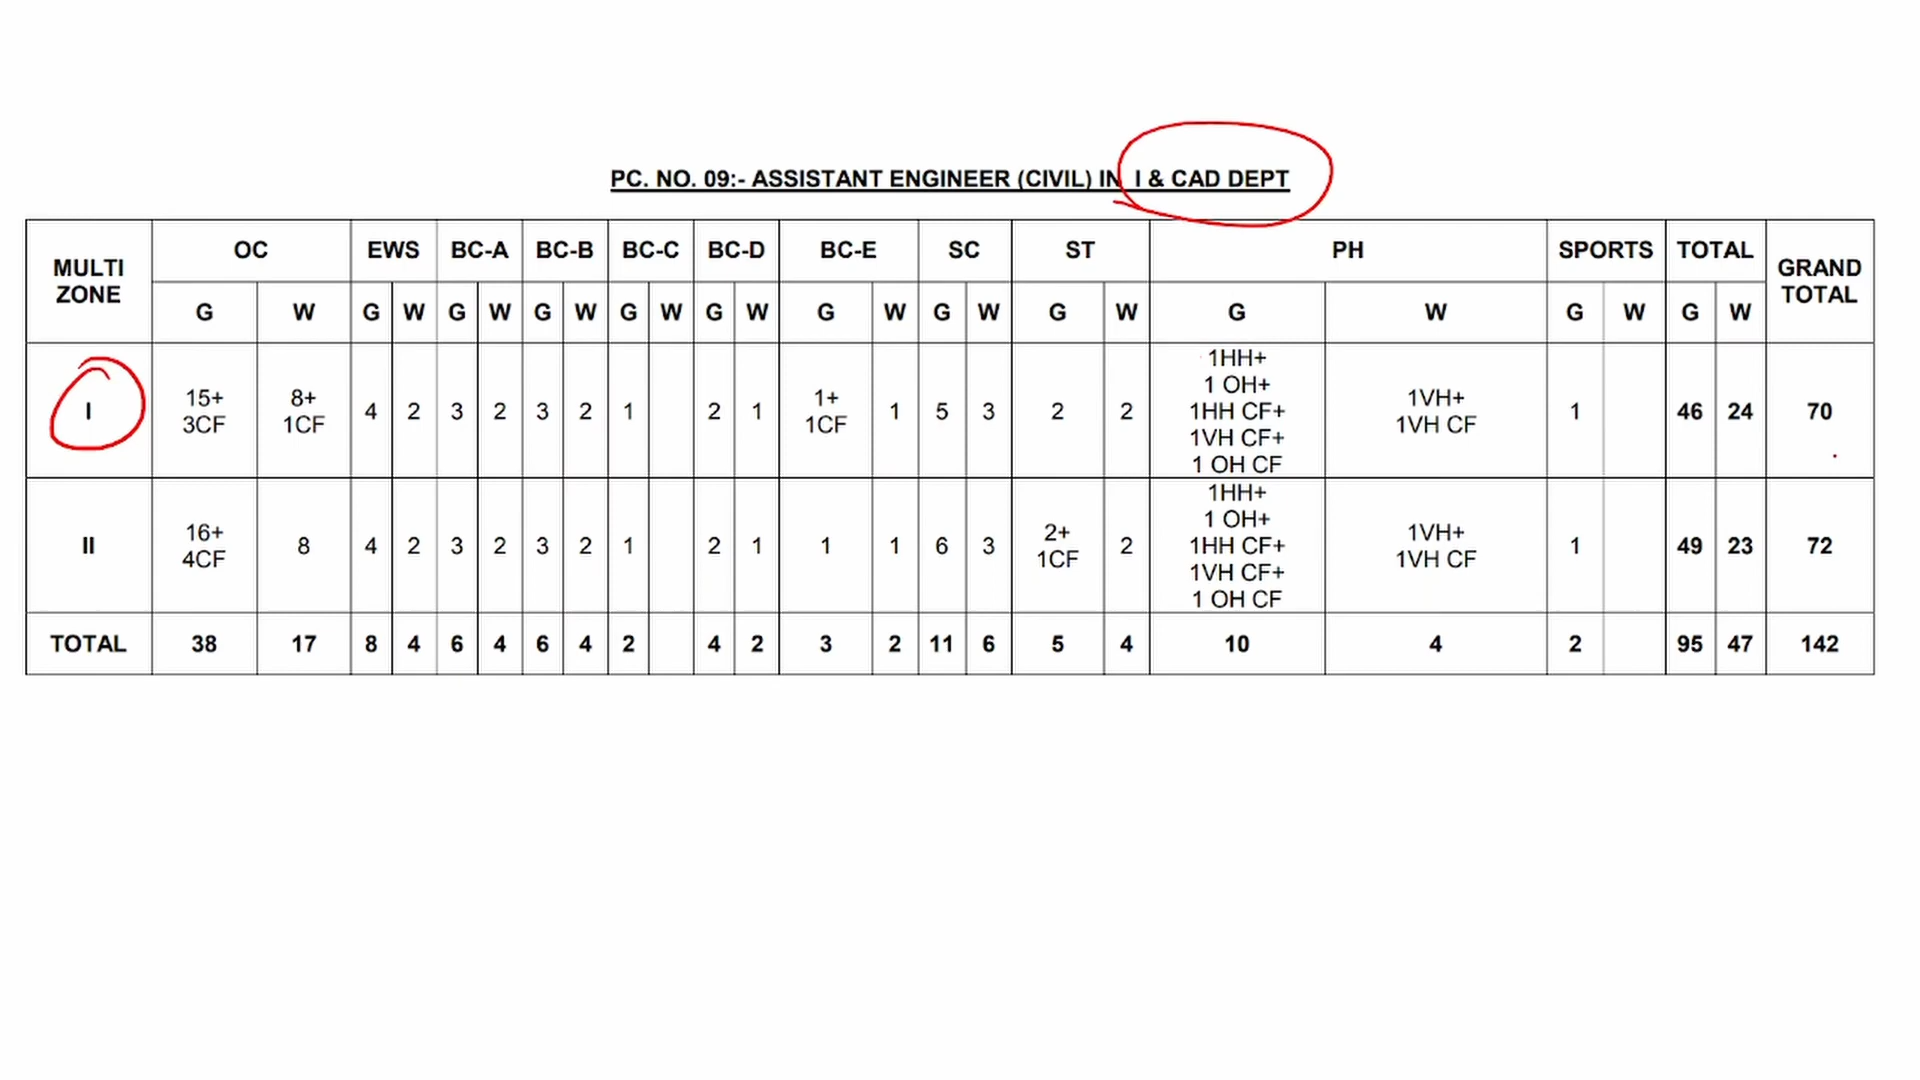 PC. NO. 09:- ASSISTANT ENGINEER (CIVIL) IN I & CAD DEPT
MULTI ZONE OC EWS BC-A BC-B BC-C BC-D BC-E SC ST PH SPORTS TOTAL GRAND TOTAL
G W G W G W G W G W G W G W G W G W G W G W G W
I 15+ 3CF 8+ 1CF 4 2 3 2 3 2 1 2 1 1+ 1CF 1 5 3 2 2 1HH+ 1 OH+ 1HH CF+ 1VH CF+ 1 OH CF 1VH+ 1VH CF 1 46 24 70
II 16+ 4CF 8 4 2 3 2 3 2 1 2 1 1 1 6 3 2+ 1CF 2 1HH+ 1 OH+ 1HH CF+ 1VH CF+ 1 OH CF 1VH+ 1VH CF 1 49 23 72
TOTAL 38 17 8 4 6 4 6 4 2 4 2 3 2 11 6 5 4 10 4 2 95 47 142